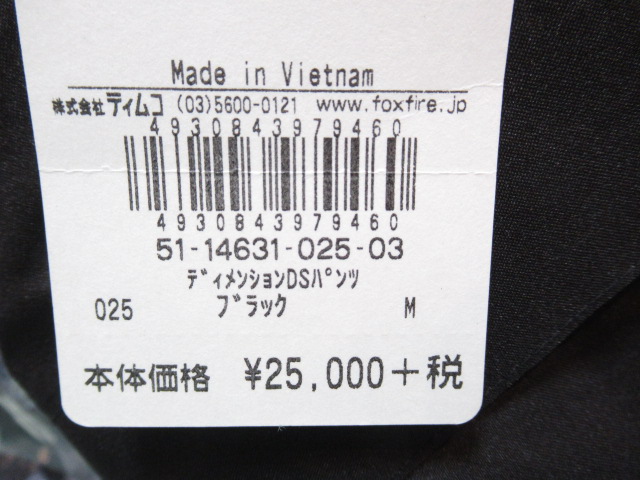 Made in Vietnam
株式会社 ティムコ (03)5600-0121 www.foxfire.jp
4930843979460
4930843979460
51-14631-025-03
ﾃﾞｨﾒﾝｼｮﾝDSﾊﾟﾝﾂ
025 ﾌﾞﾗｯｸ M
本体価格 ¥25,000+税